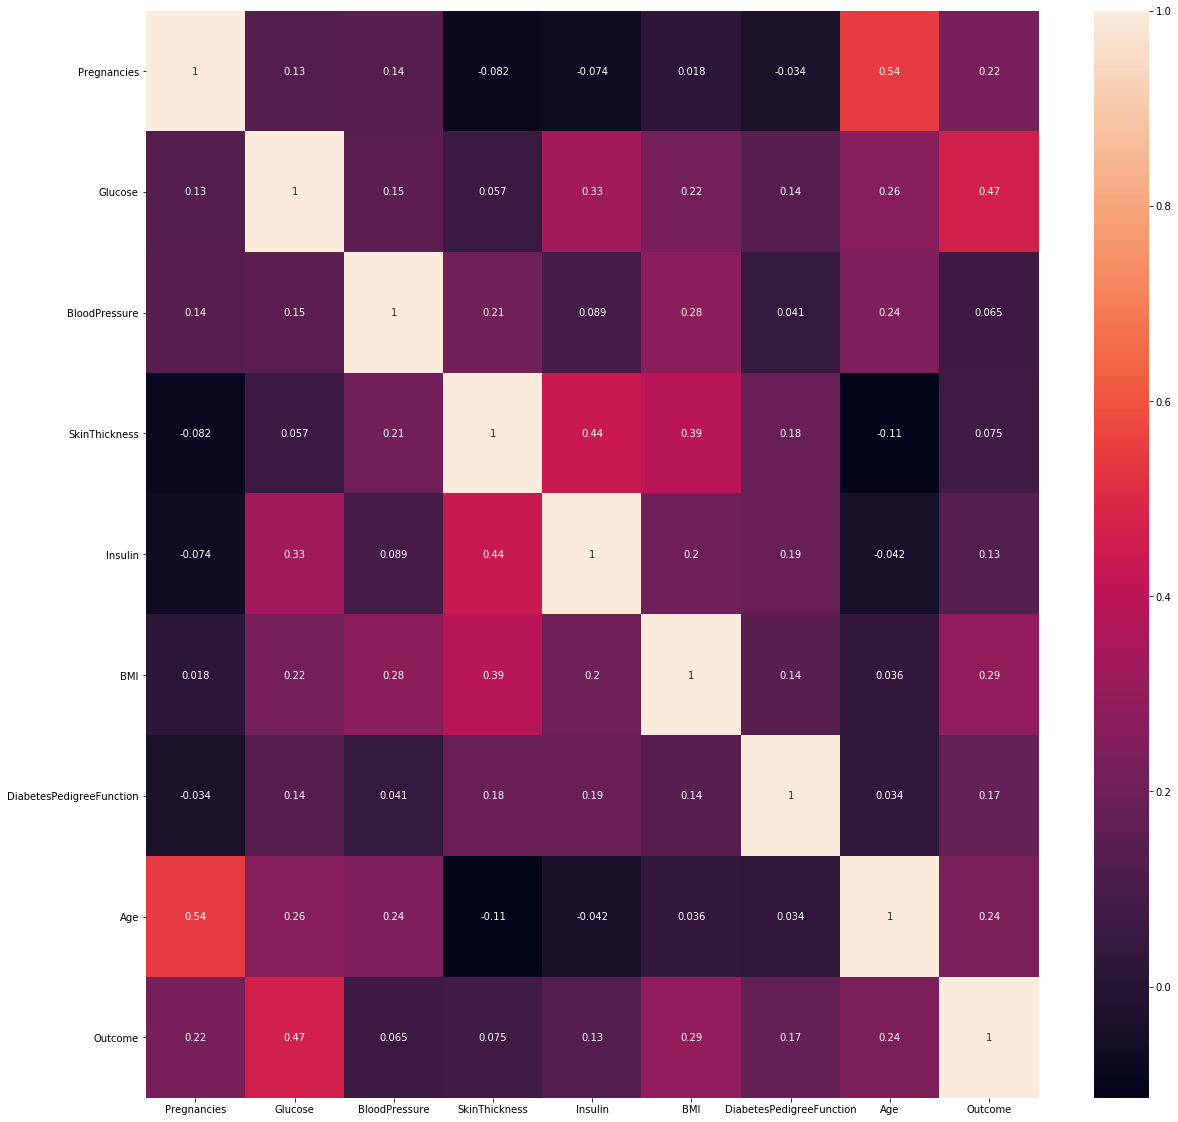 Pregnancies 1 0.13 0.14 -0.082 -0.074 0.018 -0.034 0.54 0.22
Glucose 0.13 1 0.15 0.057 0.33 0.22 0.14 0.26 0.47
BloodPressure 0.14 0.15 1 0.21 0.089 0.28 0.041 0.24 0.065
SkinThickness -0.082 0.057 0.21 1 0.44 0.39 0.18 -0.11 0.075
Insulin -0.074 0.33 0.089 0.44 1 0.2 0.19 -0.042 0.13
BMI 0.018 0.22 0.28 0.39 0.2 1 0.14 0.036 0.29
DiabetesPedigreeFunction -0.034 0.14 0.041 0.18 0.19 0.14 1 0.034 0.17
Age 0.54 0.26 0.24 -0.11 -0.042 0.036 0.034 1 0.24
Outcome 0.22 0.47 0.065 0.075 0.13 0.29 0.17 0.24 1
Pregnancies Glucose BloodPressure SkinThickness Insulin BMI DiabetesPedigreeFunction Age Outcome
1.0
0.8
0.6
0.4
0.2
0.0